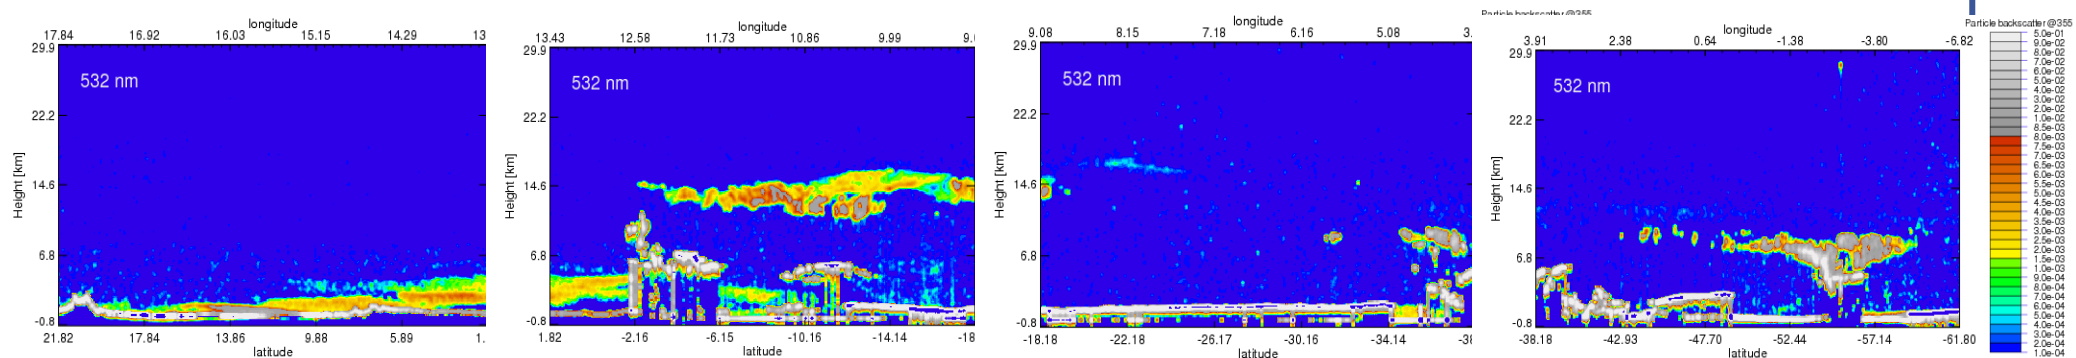 longitude
17.84 16.92 16.03 15.15 14.29 13
29.9
22.2
14.6
6.8
-0.8
Height [km]
532 nm
21.82 17.84 13.86 9.88 5.89 1.
latitude
longitude
13.43 12.58 11.73 10.86 9.99 9.0
29.9
22.2
14.6
6.8
-0.8
Height [km]
532 nm
1.82 -2.16 -6.15 -10.16 -14.14 -18
latitude
longitude
9.08 8.15 7.18 6.16 5.08 3.
29.9
22.2
14.6
6.8
-0.8
Height [km]
532 nm
-18.18 -22.18 -26.17 -30.16 -34.14 -38
latitude
Particle backscatter @355
longitude
3.91 2.38 0.64 -1.38 -3.80 -6.82
29.9
22.2
14.6
6.8
-0.8
Height [km]
532 nm
-38.18 -42.93 -47.70 -52.44 -57.14 -61.80
latitude
Particle backscatter @355
5.0e-01
9.0e-02
8.0e-02
7.0e-02
6.0e-02
5.0e-02
4.0e-02
3.0e-02
2.0e-02
1.0e-02
8.5e-03
8.0e-03
7.5e-03
7.0e-03
6.5e-03
6.0e-03
5.5e-03
5.0e-03
4.5e-03
4.0e-03
3.5e-03
3.0e-03
2.5e-03
2.0e-03
1.5e-03
1.0e-03
9.0e-04
8.0e-04
7.0e-04
6.0e-04
5.0e-04
4.0e-04
3.0e-04
2.0e-04
1.0e-04